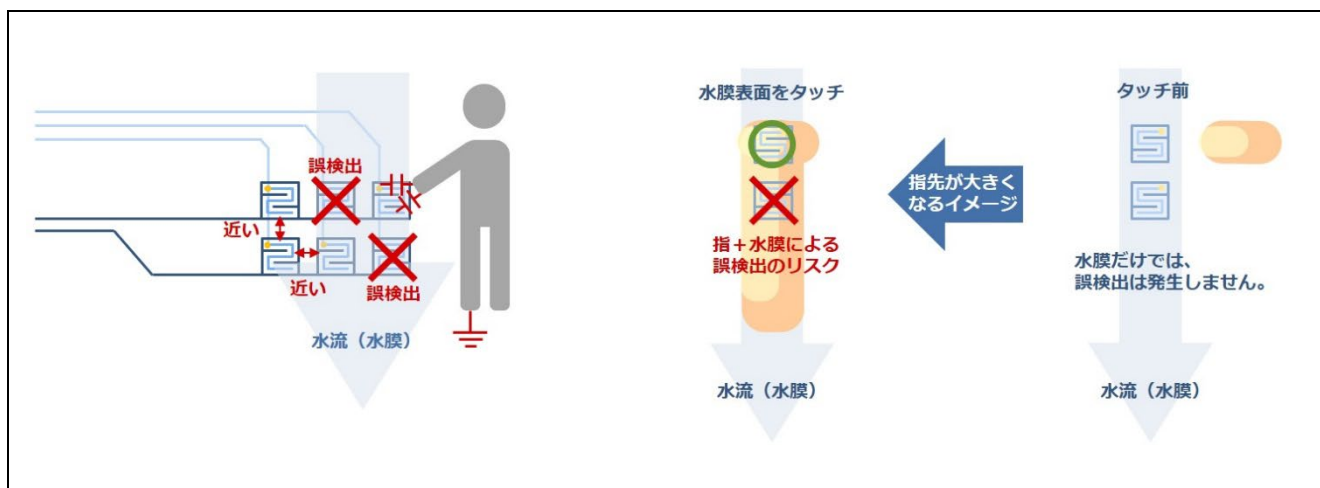 誤検出
近い
近い
誤検出
水流（水膜）
水膜表面をタッチ
指＋水膜による
誤検出のリスク
水流（水膜）
指先が大きく
なるイメージ
タッチ前
水膜だけでは、
誤検出は発生しません。
水流（水膜）